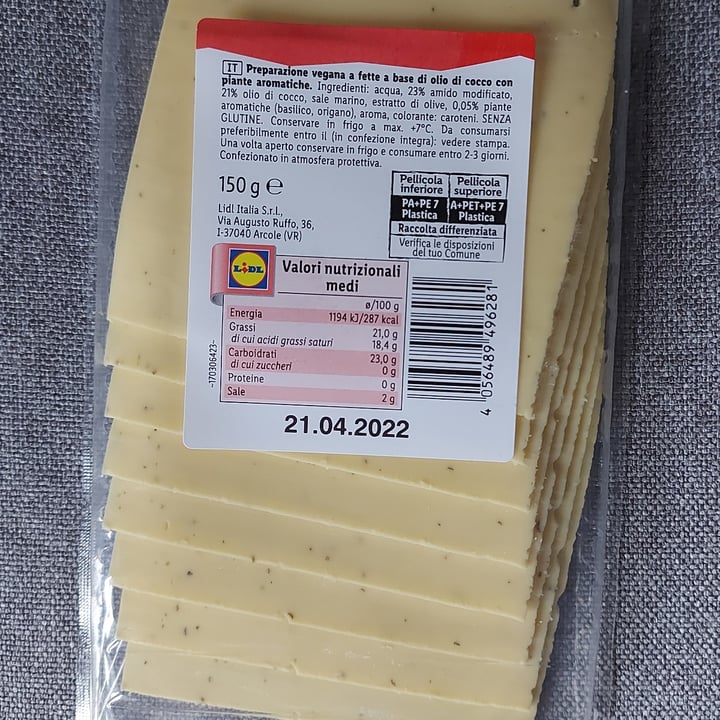 IT Preparazione vegana a fette a base di olio di cocco con
piante aromatiche. Ingredienti: acqua, 23% amido modificato,
21% olio di cocco, sale marino, estratto di olive, 0,05% piante
aromatiche (basilico, origano), aroma, colorante: caroteni. SENZA
GLUTINE. Conservare in frigo a max. +7°C. Da consumarsi
preferibilmente entro il (in confezione integra): vedere stampa.
Una volta aperto conservare in frigo e consumare entro 2-3 giorni.
Confezionato in atmosfera protettiva.
150 g ℮
Lidl Italia S.r.l.,
Via Augusto Ruffo, 36,
I-37040 Arcole (VR)
Pellicola inferiore
PA+PE 7
Plastica
Pellicola superiore
A+PET+PE 7
Plastica
Raccolta differenziata
Verifica le disposizioni
del tuo Comune
LIDL
Valori nutrizionali
medi
ø/100 g
Energia 1194 kJ/287 kcal
Grassi 21,0 g
di cui acidi grassi saturi 18,4 g
Carboidrati 23,0 g
di cui zuccheri 0 g
Proteine 0 g
Sale 2 g
-170306423-
4 056489 496281
21.04.2022